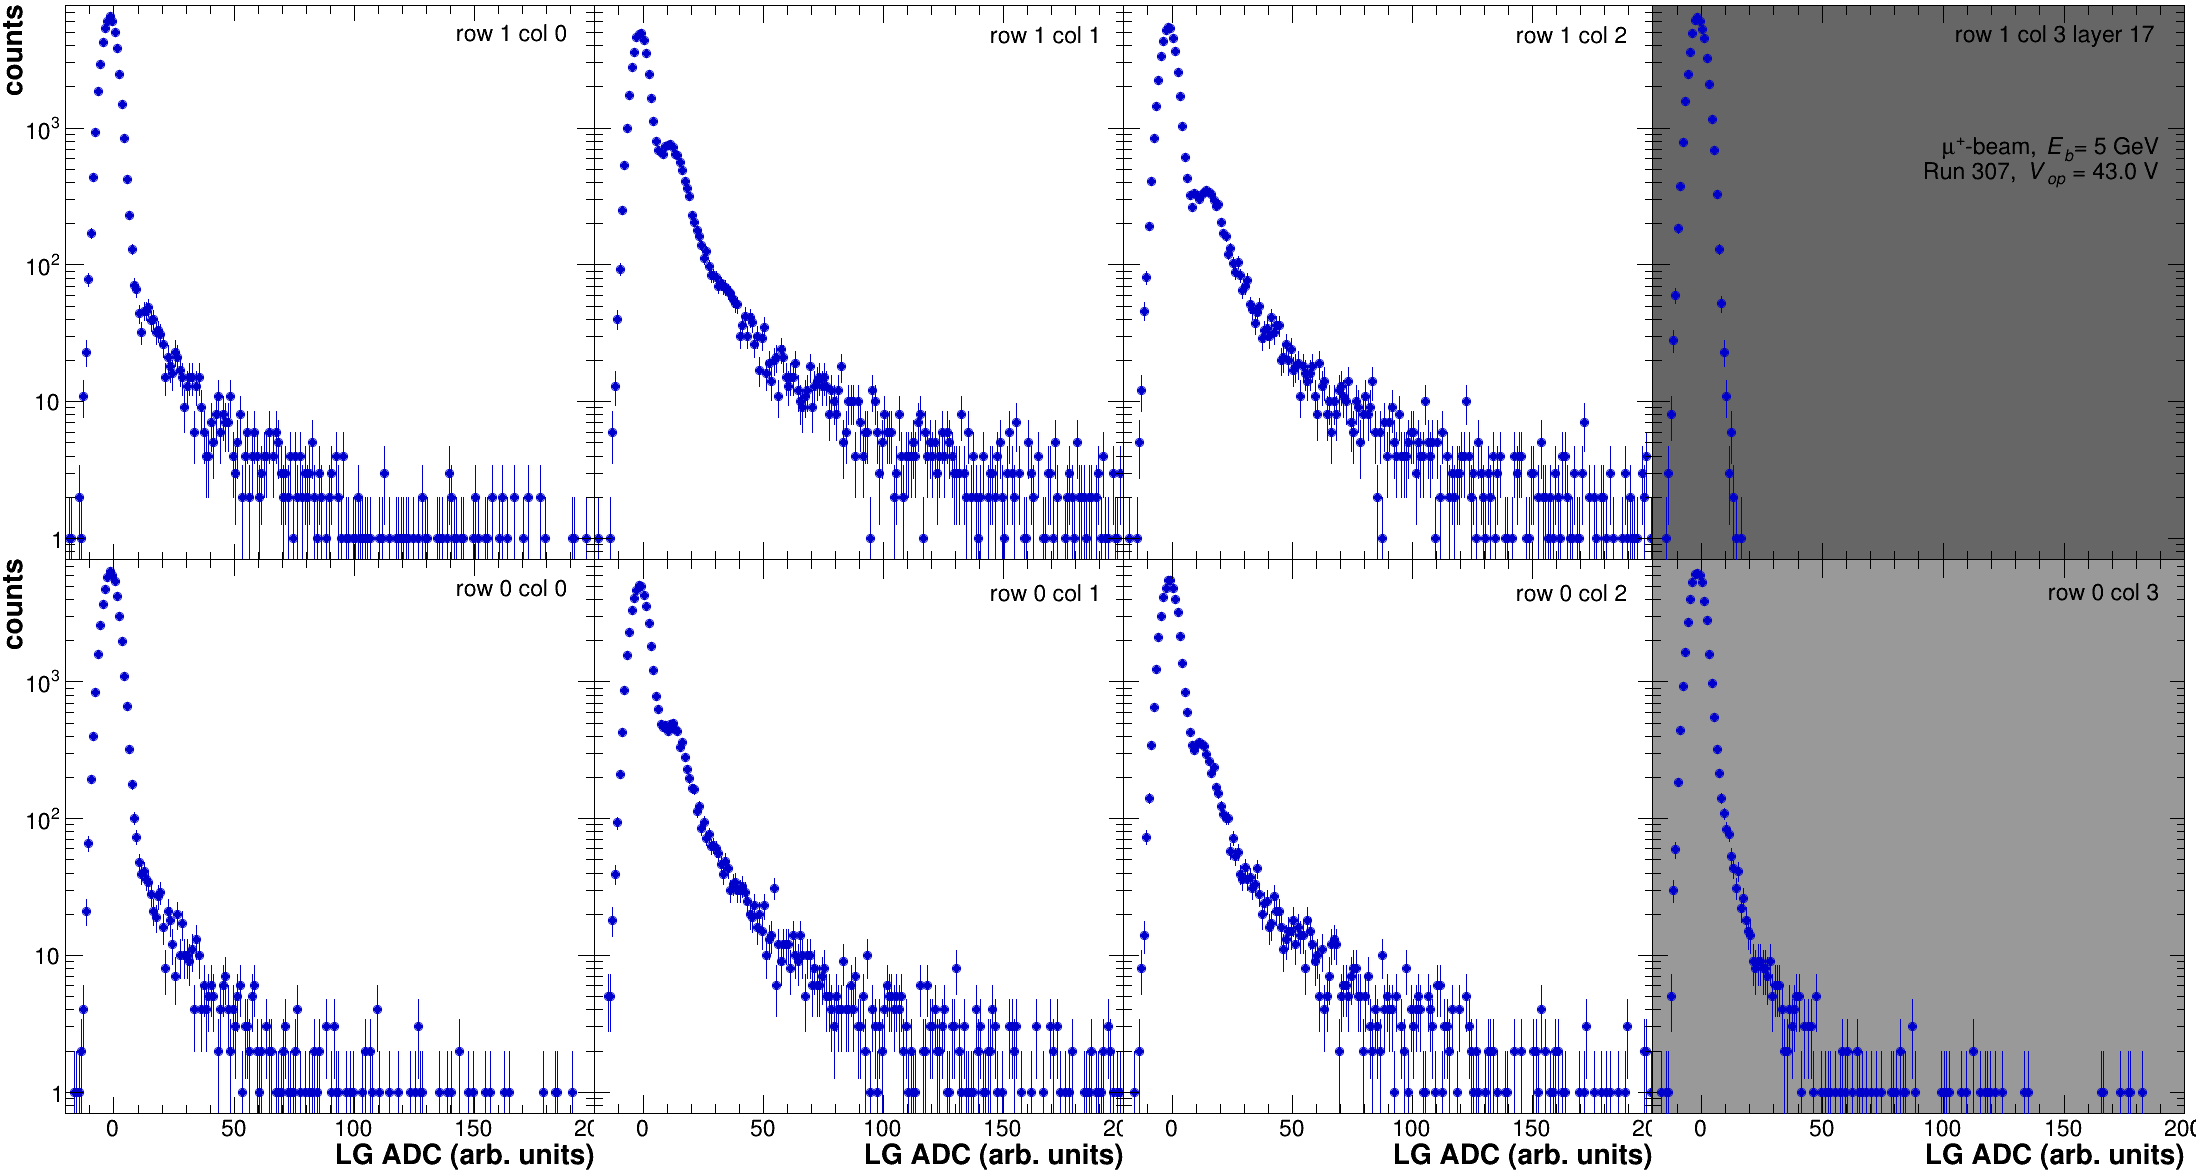 counts
row 1 col 0
row 1 col 1
row 1 col 2
row 1 col 3 layer 17
μ⁺-beam, E_b = 5 GeV
Run 307, V_op = 43.0 V
10³
10²
10
1
counts
row 0 col 0
row 0 col 1
row 0 col 2
row 0 col 3
10³
10²
10
1
0 50 100 150 0 50 100 150 20 0 50 100 150 20 0 50 100 150 200
LG ADC (arb. units) LG ADC (arb. units) LG ADC (arb. units) LG ADC (arb. units)